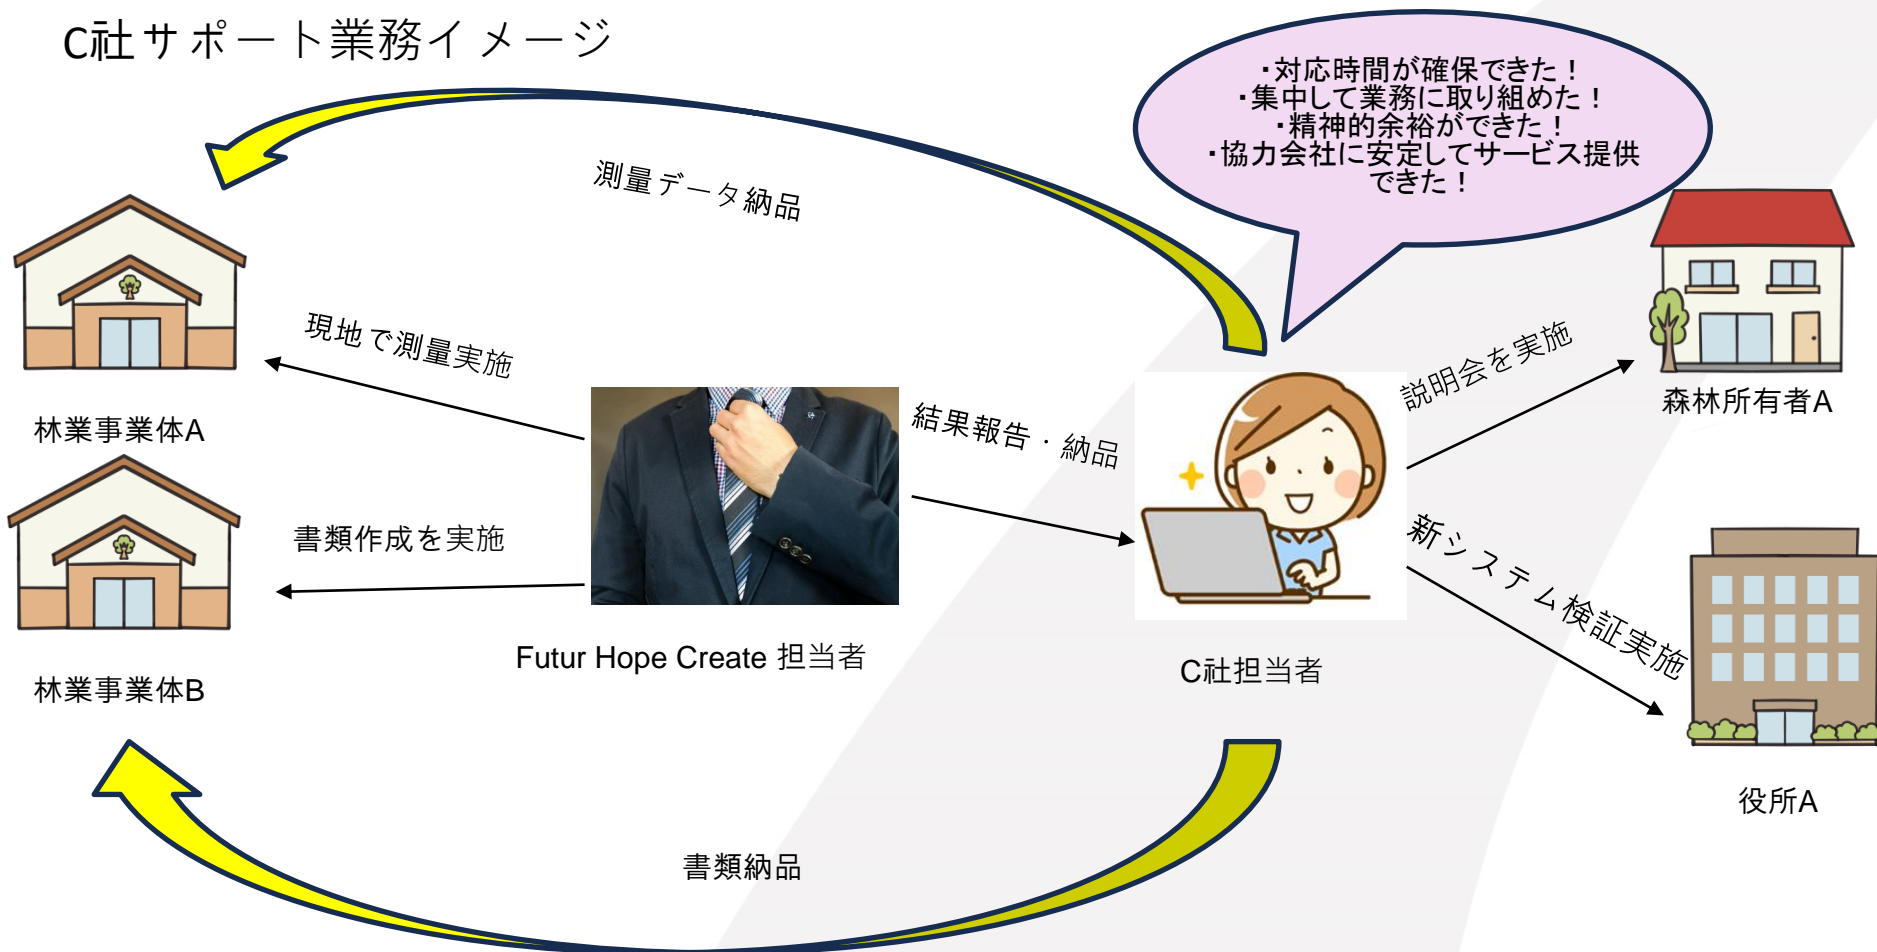 C社サポート業務イメージ
・対応時間が確保できた！
・集中して業務に取り組めた！
・精神的余裕ができた！
・協力会社に安定してサービス提供
できた！
測量データ納品
現地で測量実施
林業事業体A
結果報告・納品
説明会を実施
森林所有者A
書類作成を実施
新システム検証実施
Futur Hope Create 担当者
C社担当者
林業事業体B
役所A
書類納品